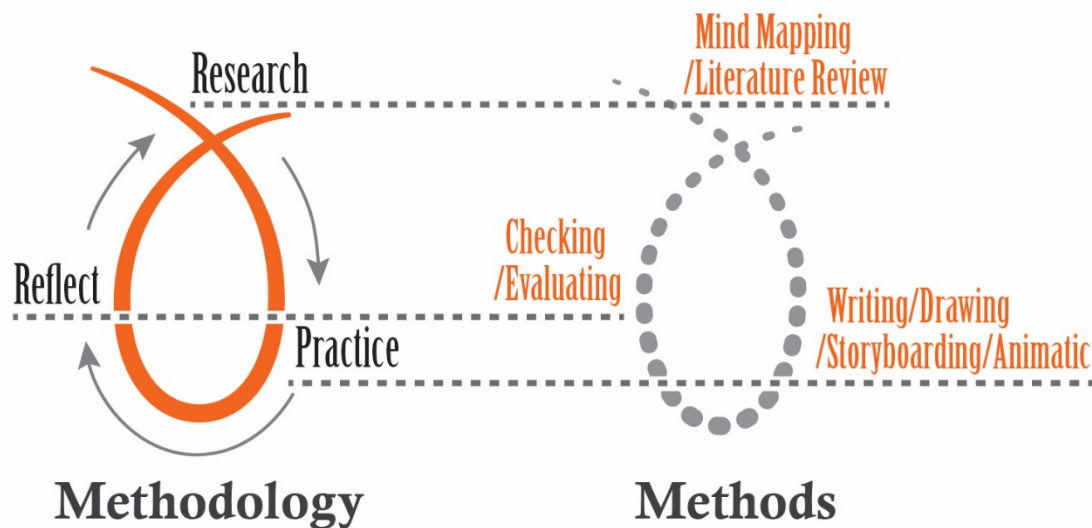 Mind Mapping
/Literature Review
Research
Checking
/Evaluating
Reflect
Writing/Drawing
/Storyboarding/Animatic
Practice
Methodology
Methods